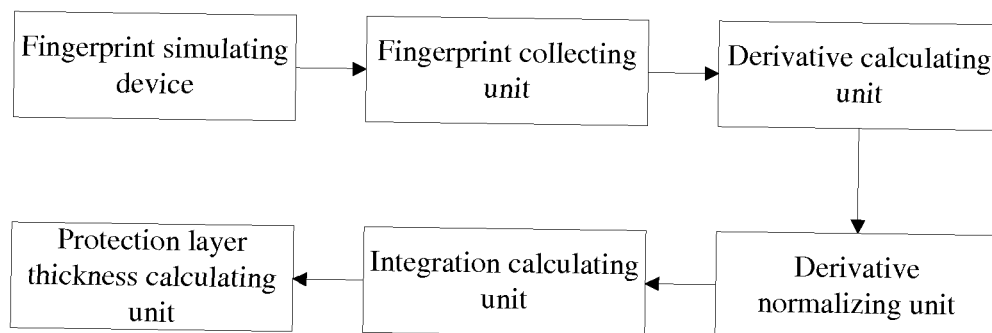 Fingerprint simulating
device
Fingerprint collecting
unit
Derivative calculating
unit
Derivative
normalizing unit
Integration calculating
unit
Protection layer
thickness calculating
unit